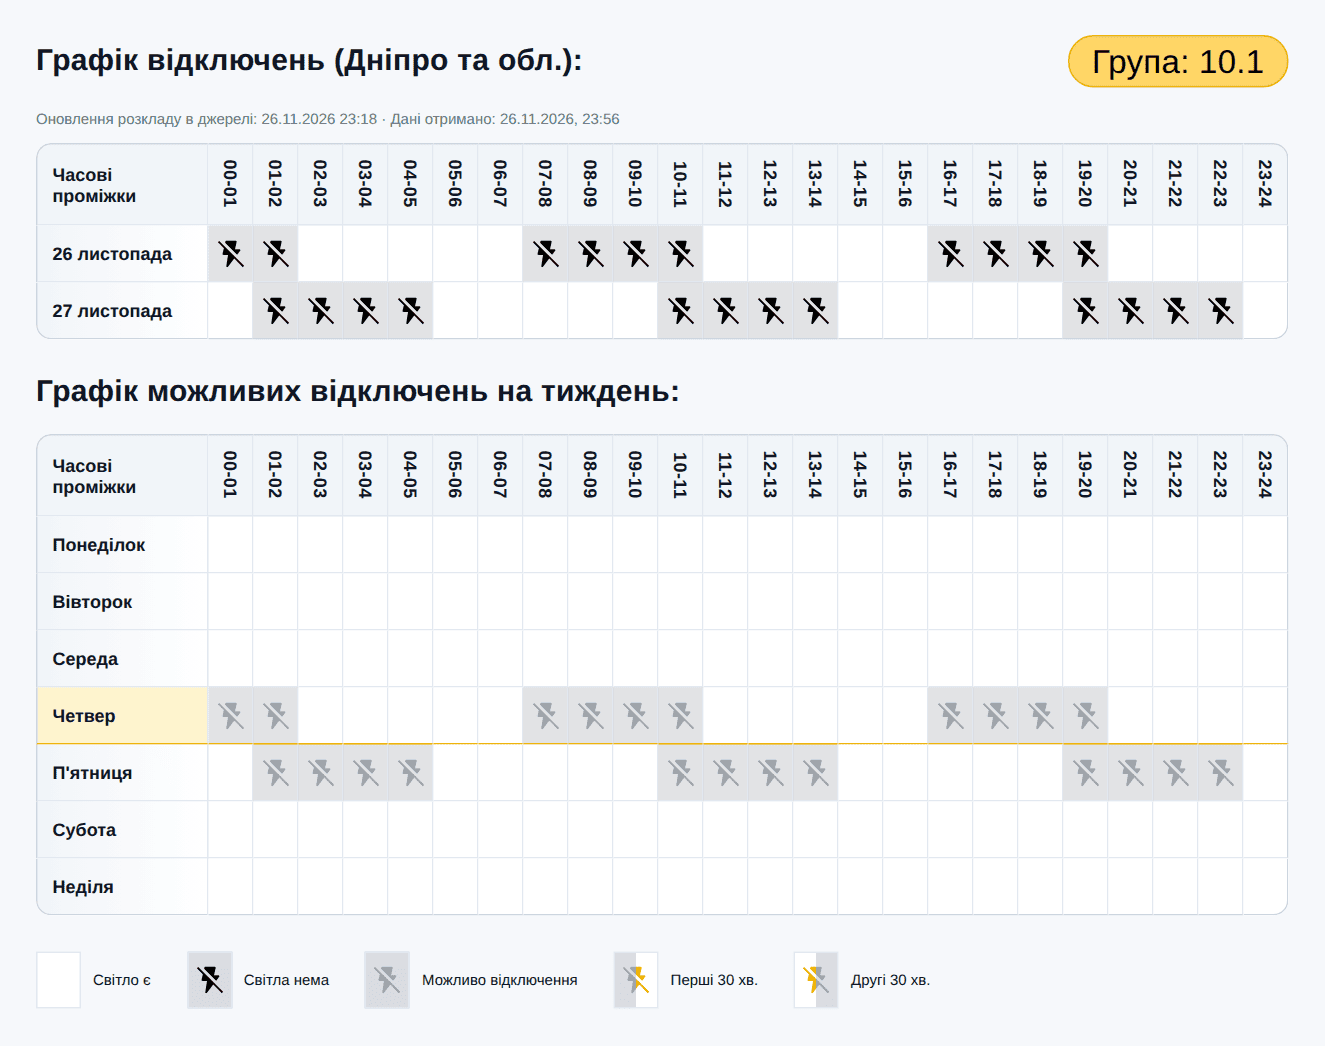 Графік відключень (Дніпро та обл.):
Група: 10.1
Оновлення розкладу в джерелі: 26.11.2026 23:18 · Дані отримано: 26.11.2026, 23:56
Часові
проміжки
00-01 01-02 02-03 03-04 04-05 05-06 06-07 07-08 08-09 09-10 10-11 11-12 12-13 13-14 14-15 15-16 16-17 17-18 18-19 19-20 20-21 21-22 22-23 23-24
26 листопада
27 листопада
Графік можливих відключень на тиждень:
Часові
проміжки
00-01 01-02 02-03 03-04 04-05 05-06 06-07 07-08 08-09 09-10 10-11 11-12 12-13 13-14 14-15 15-16 16-17 17-18 18-19 19-20 20-21 21-22 22-23 23-24
Понеділок
Вівторок
Середа
Четвер
П'ятниця
Субота
Неділя
Світло є
Світла нема
Можливо відключення
Перші 30 хв.
Другі 30 хв.